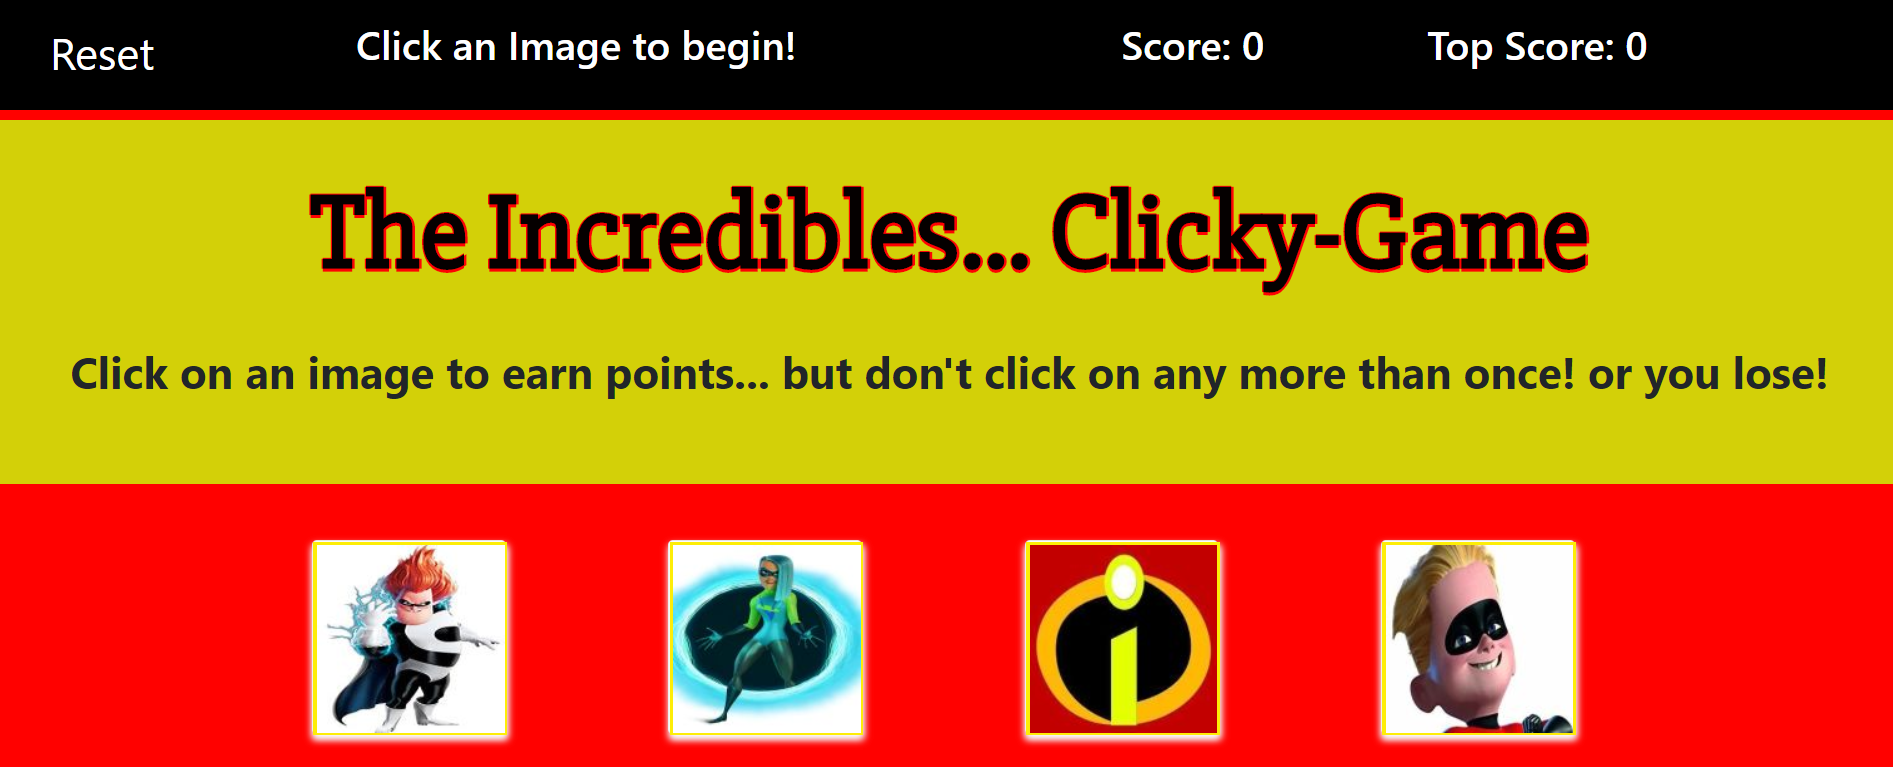 Reset
Click an Image to begin!
Score: 0
Top Score: 0
The Incredibles... Clicky-Game
Click on an image to earn points... but don't click on any more than once! or you lose!